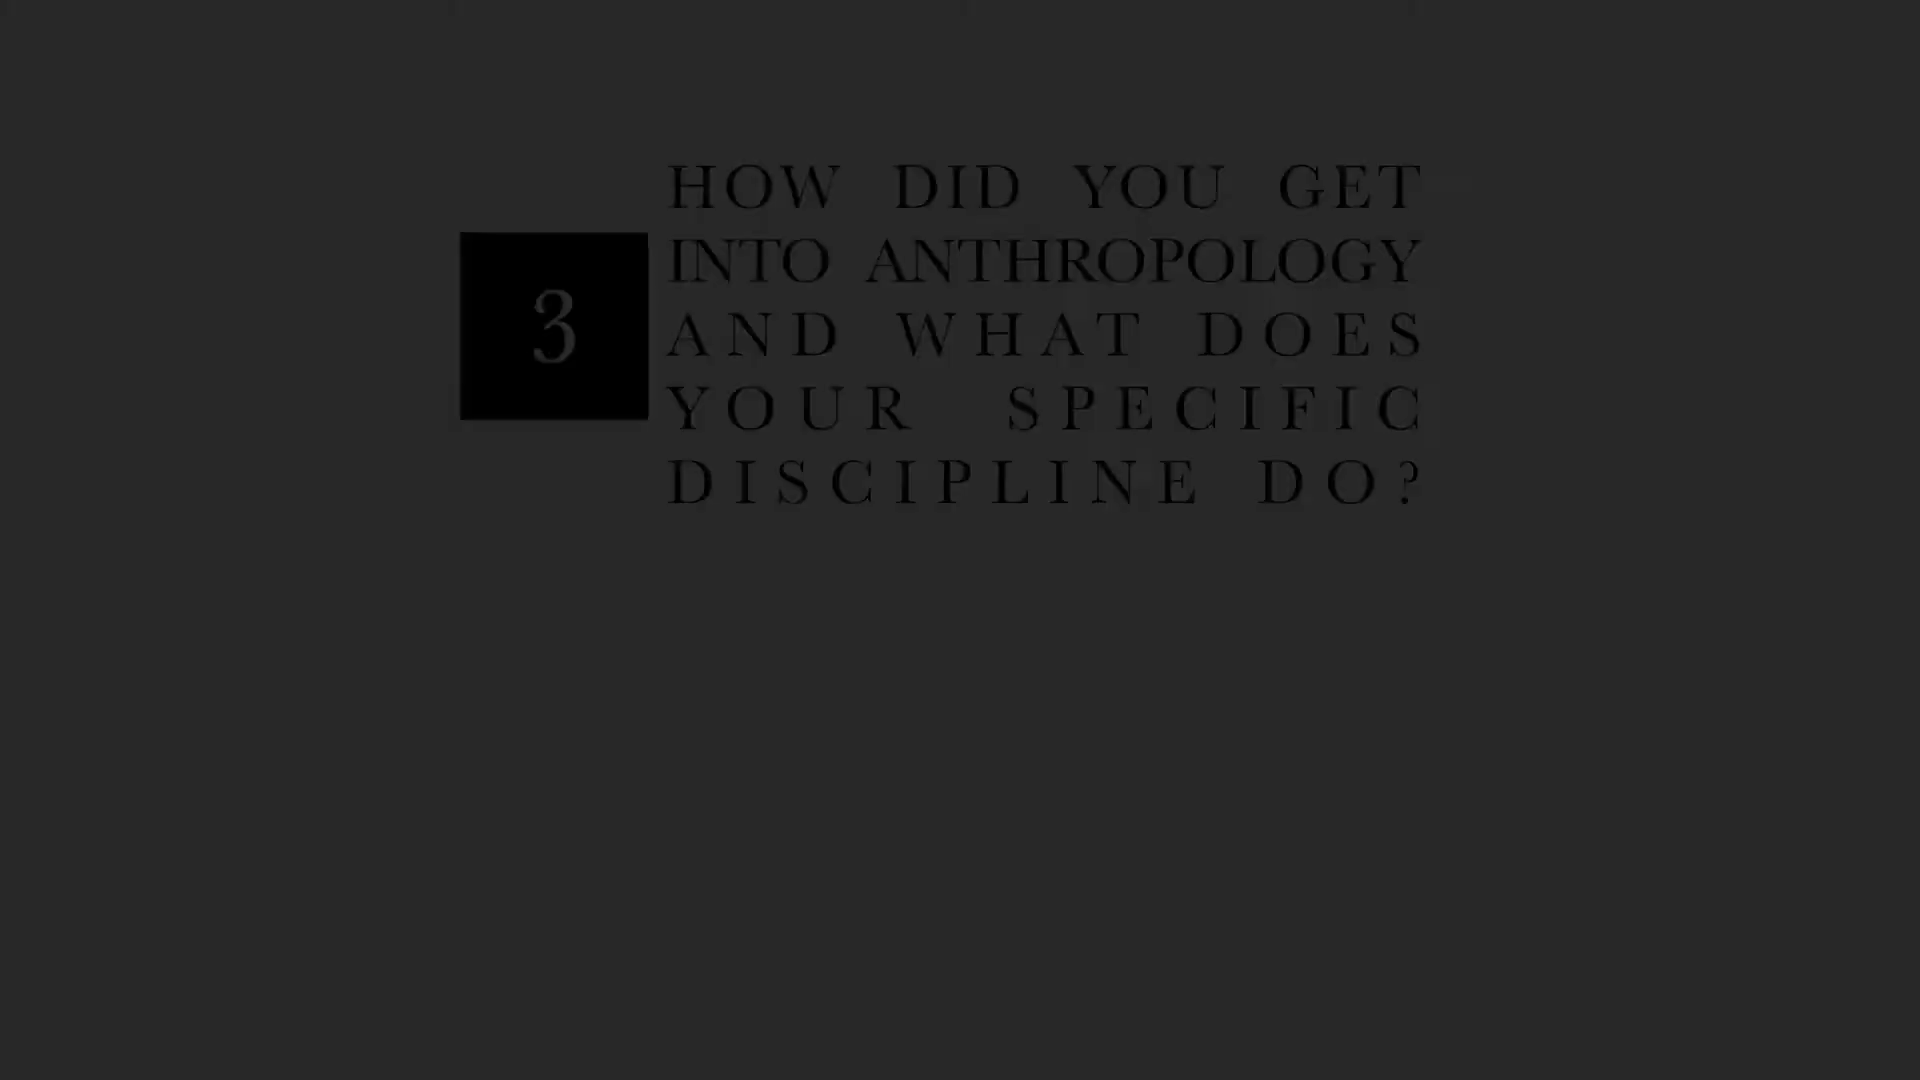 3
HOW DID YOU GET
INTO ANTHROPOLOGY
AND WHAT DOES
YOUR SPECIFIC
DISCIPLINE DO?